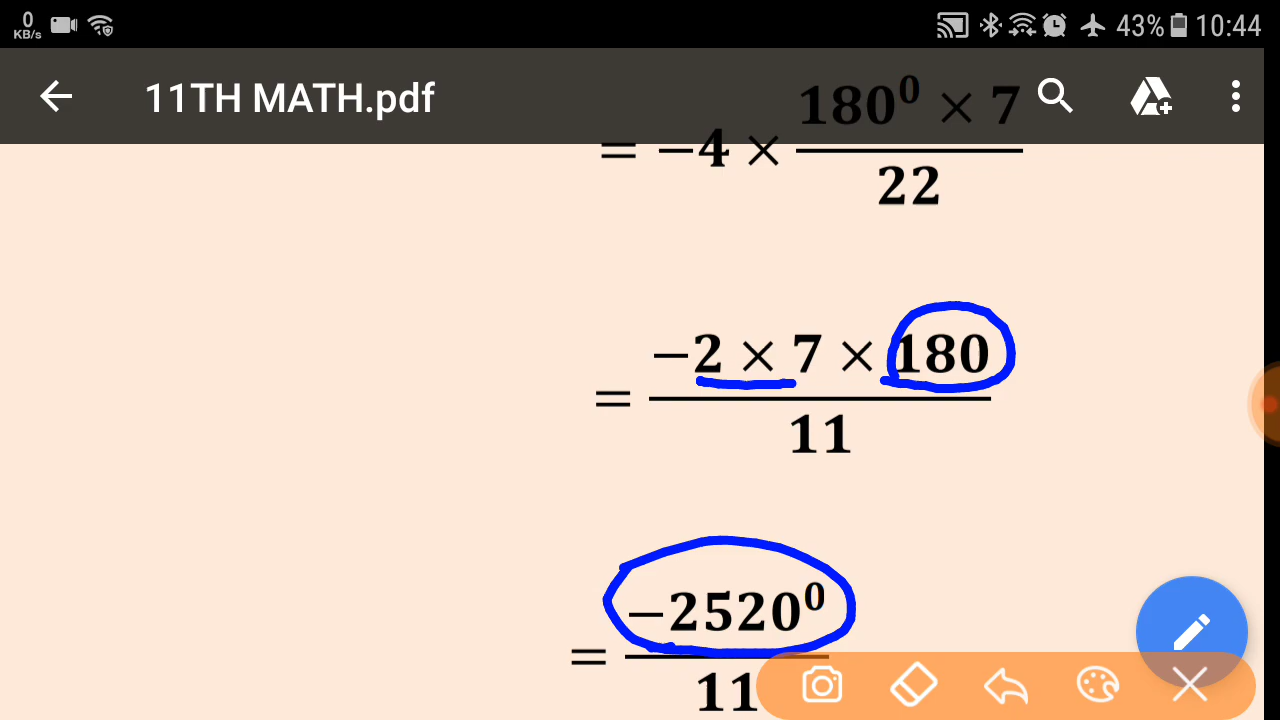 0 KB/s 43% 10:44
11TH MATH.pdf
= −4 × 180⁰ × 7 / 22
= −2 × 7 × 180 / 11
= −2520⁰ / 11